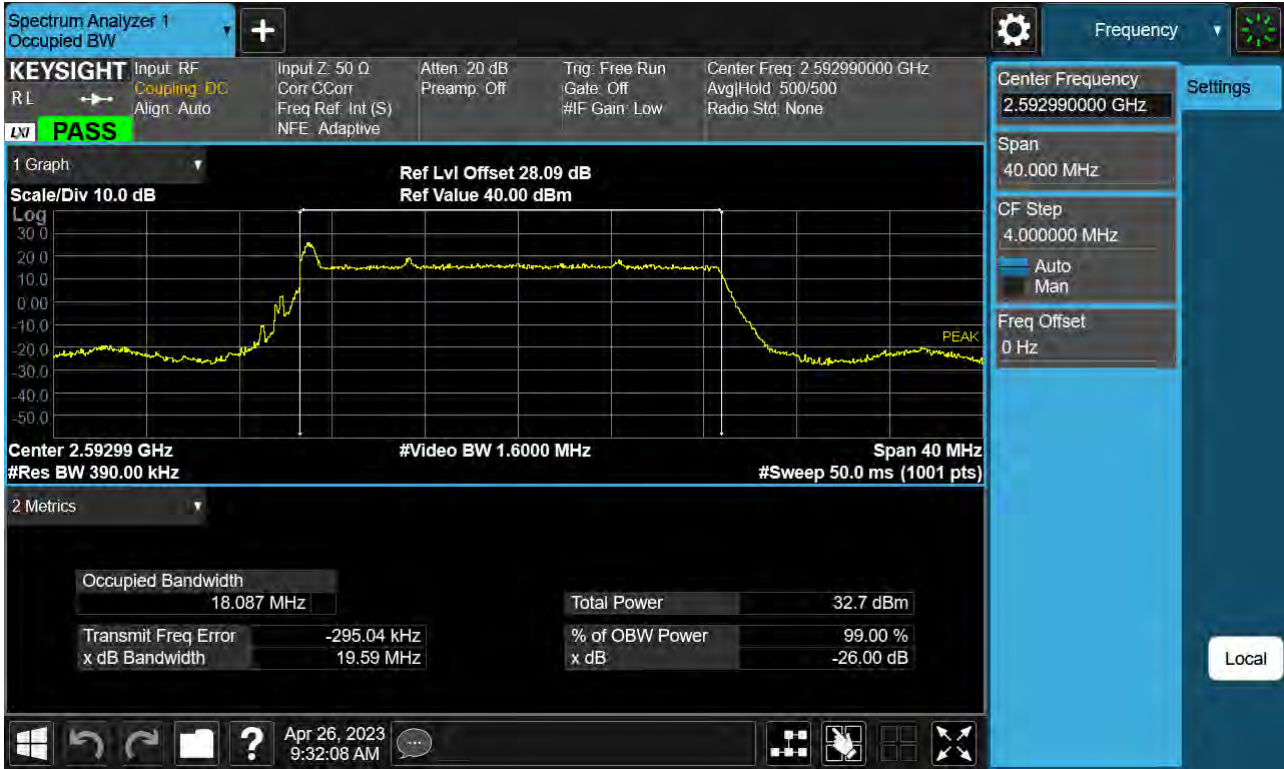 Spectrum Analyzer 1
Occupied BW
Frequency
KEYSIGHT
RL
LXI PASS
Input: RF
Coupling: DC
Align: Auto
Input Z: 50 Ω
Corr CCorr
Freq Ref: Int (S)
NFE: Adaptive
Atten: 20 dB
Preamp: Off
Trig: Free Run
Gate: Off
#IF Gain: Low
Center Freq: 2.592990000 GHz
Avg|Hold: 500/500
Radio Std: None
Center Frequency
2.592990000 GHz
Settings
Span
40.000 MHz
CF Step
4.000000 MHz
Auto
Man
Freq Offset
0 Hz
Local
1 Graph
Scale/Div 10.0 dB
Ref Lvl Offset 28.09 dB
Ref Value 40.00 dBm
Log
30.0
20.0
10.0
0.00
-10.0
-20.0
-30.0
-40.0
-50.0
PEAK
Center 2.59299 GHz
#Video BW 1.6000 MHz
Span 40 MHz
#Res BW 390.00 kHz
#Sweep 50.0 ms (1001 pts)
2 Metrics
Occupied Bandwidth
18.087 MHz
Total Power 32.7 dBm
Transmit Freq Error -295.04 kHz
% of OBW Power 99.00 %
x dB Bandwidth 19.59 MHz
x dB -26.00 dB
?
Apr 26, 2023
9:32:08 AM